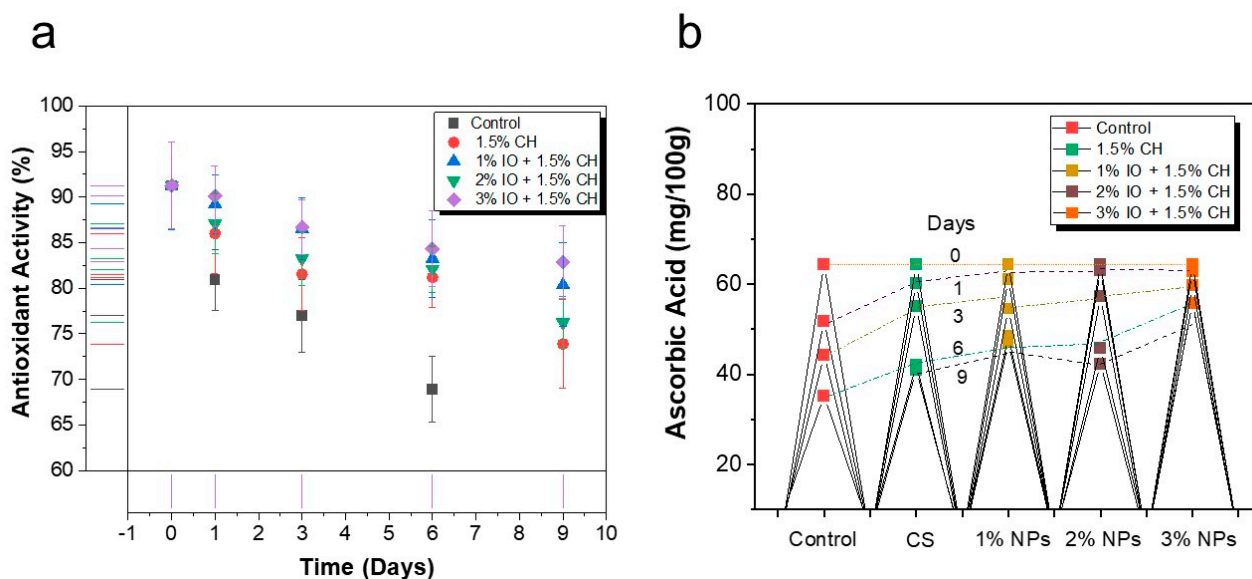 a
Antioxidant Activity (%)
100
95
90
85
80
75
70
65
60
Control
1.5% CH
1% IO + 1.5% CH
2% IO + 1.5% CH
3% IO + 1.5% CH
-1 0 1 2 3 4 5 6 7 8 9 10
Time (Days)
b
Ascorbic Acid (mg/100g)
100
80
60
40
20
Control
1.5% CH
1% IO + 1.5% CH
2% IO + 1.5% CH
3% IO + 1.5% CH
Days
0
1
3
6
9
Control CS 1% NPs 2% NPs 3% NPs